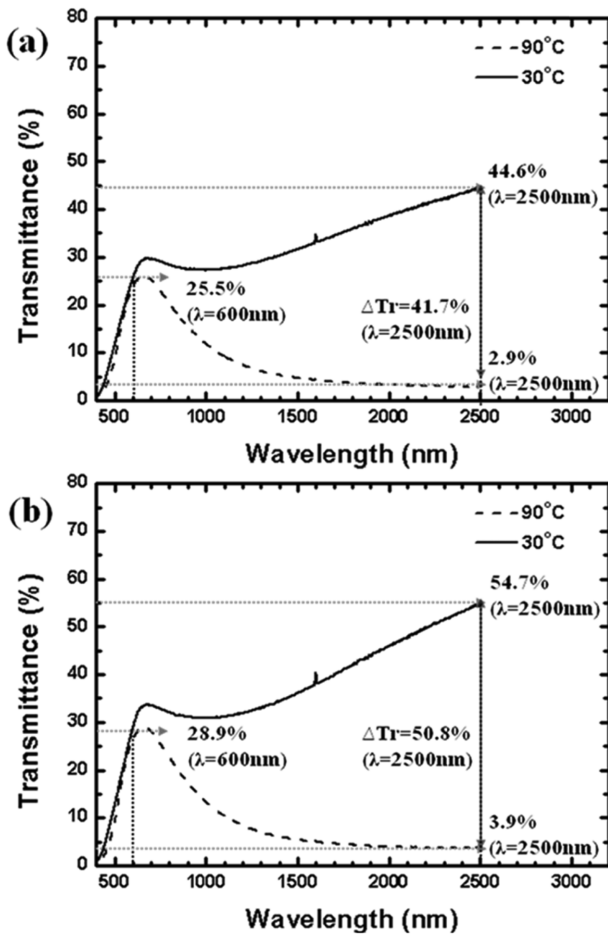 (a)
80
70
60
50
40
30
20
10
0
Transmittance (%)
90°C
30°C
44.6%
(λ=2500nm)
25.5%
(λ=600nm)
△Tr=41.7%
(λ=2500nm)
2.9%
(λ=2500nm)
500 1000 1500 2000 2500 3000
Wavelength (nm)
(b)
80
70
60
50
40
30
20
10
0
Transmittance (%)
90°C
30°C
54.7%
(λ=2500nm)
28.9%
(λ=600nm)
△Tr=50.8%
(λ=2500nm)
3.9%
(λ=2500nm)
500 1000 1500 2000 2500 3000
Wavelength (nm)